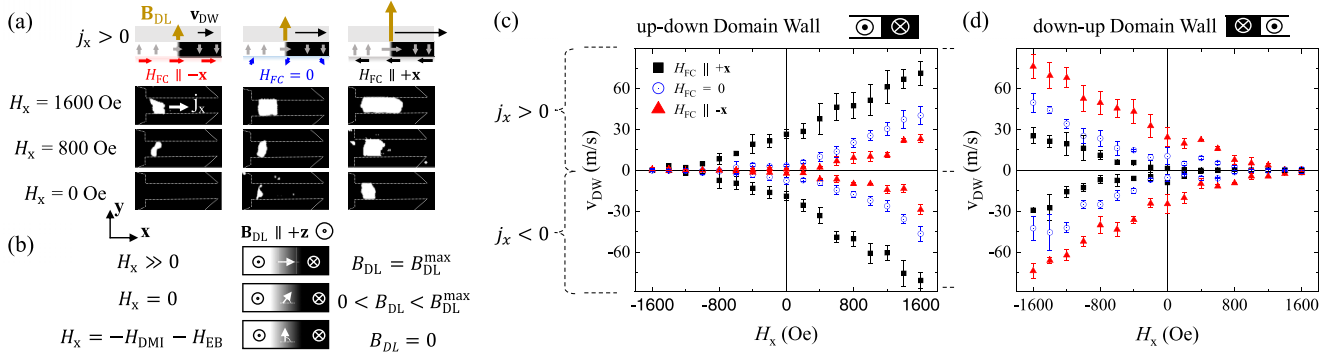 (a)
B_DL
v_DW
j_x > 0
H_FC ∥ −x
H_FC = 0
H_FC ∥ +x
H_x = 1600 Oe
j_x
H_x = 800 Oe
H_x = 0 Oe
y
x
(b)
B_DL ∥ +z
H_x ≫ 0
B_DL = B_DL^max
H_x = 0
0 < B_DL < B_DL^max
H_x = −H_DMI − H_EB
B_DL = 0
(c)
up-down Domain Wall
j_x > 0
j_x < 0
H_FC ∥ +x
H_FC = 0
H_FC ∥ -x
v_DW (m/s)
60
30
0
-30
-60
-1600
-800
0
800
1600
H_x (Oe)
(d)
down-up Domain Wall
v_DW (m/s)
60
30
0
-30
-60
-1600
-800
0
800
1600
H_x (Oe)